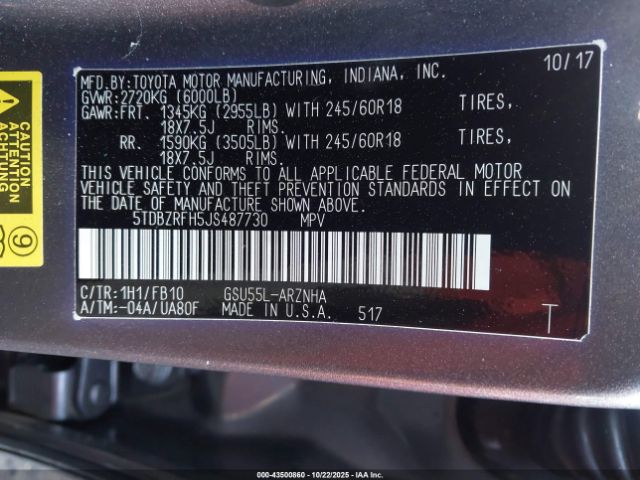 MFD.BY:TOYOTA MOTOR MANUFACTURING, INDIANA, INC. 10/17
GVWR:2720KG (6000LB)
GAWR:FRT. 1345KG (2955LB) WITH 245/60R18 TIRES,
18X7.5J RIMS.
RR. 1590KG (3505LB) WITH 245/60R18 TIRES,
18X7.5J RIMS.
THIS VEHICLE CONFORMS TO ALL APPLICABLE FEDERAL MOTOR
VEHICLE SAFETY AND THEFT PREVENTION STANDARDS IN EFFECT ON
THE DATE OF MANUFACTURE SHOWN ABOVE.
5TDBZRFH5JS487730 MPV
C/TR:1H1/FB10 GSU55L-ARZNHA
A/TM:-04A/UA80F MADE IN U.S.A. 517 T
CAUTION
ATTENTION
ACHTUNG
9
000-43500860 | 10/22/2025 | IAAI.CA